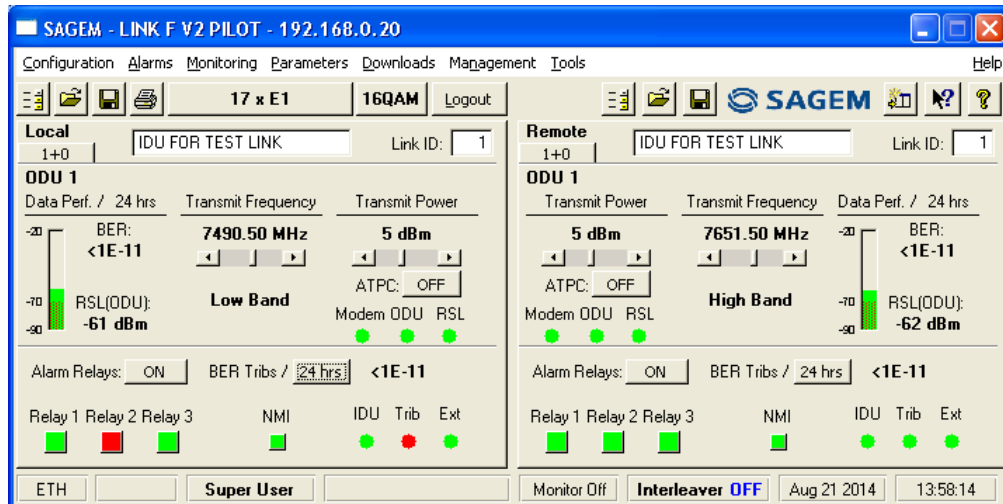 SAGEM - LINK F V2 PILOT - 192.168.0.20
Configuration Alarms Monitoring Parameters Downloads Management Tools Help
17 x E1 16QAM Logout SAGEM
Local
1+0 IDU FOR TEST LINK Link ID: 1
ODU 1
Data Perf. / 24 hrs Transmit Frequency Transmit Power
-20 BER: 7490.50 MHz 5 dBm
<1E-11
ATPC: OFF
-70 RSL(ODU): Low Band
-90 -61 dBm Modem ODU RSL
Alarm Relays: ON BER Tribs / 24 hrs <1E-11
Relay 1 Relay 2 Relay 3 NMI IDU Trib Ext
Remote
1+0 IDU FOR TEST LINK Link ID: 1
ODU 1
Transmit Power Transmit Frequency Data Perf. / 24 hrs
5 dBm 7651.50 MHz -20 BER:
<1E-11
ATPC: OFF
High Band -70 RSL(ODU):
Modem ODU RSL -90 -62 dBm
Alarm Relays: ON BER Tribs / 24 hrs <1E-11
Relay 1 Relay 2 Relay 3 NMI IDU Trib Ext
ETH Super User Monitor Off Interleaver OFF Aug 21 2014 13:58:14